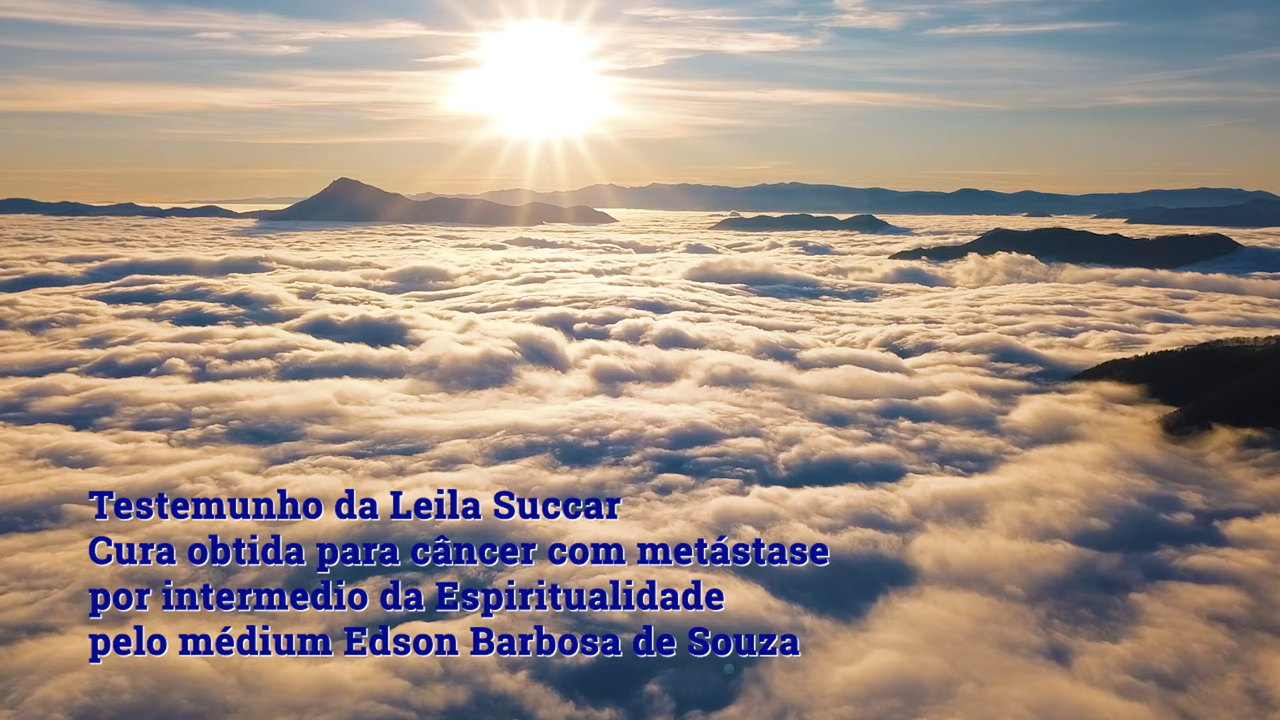 Testemunho da Leila Succar
Cura obtida para câncer com metástase
por intermedio da Espiritualidade
pelo médium Edson Barbosa de Souza